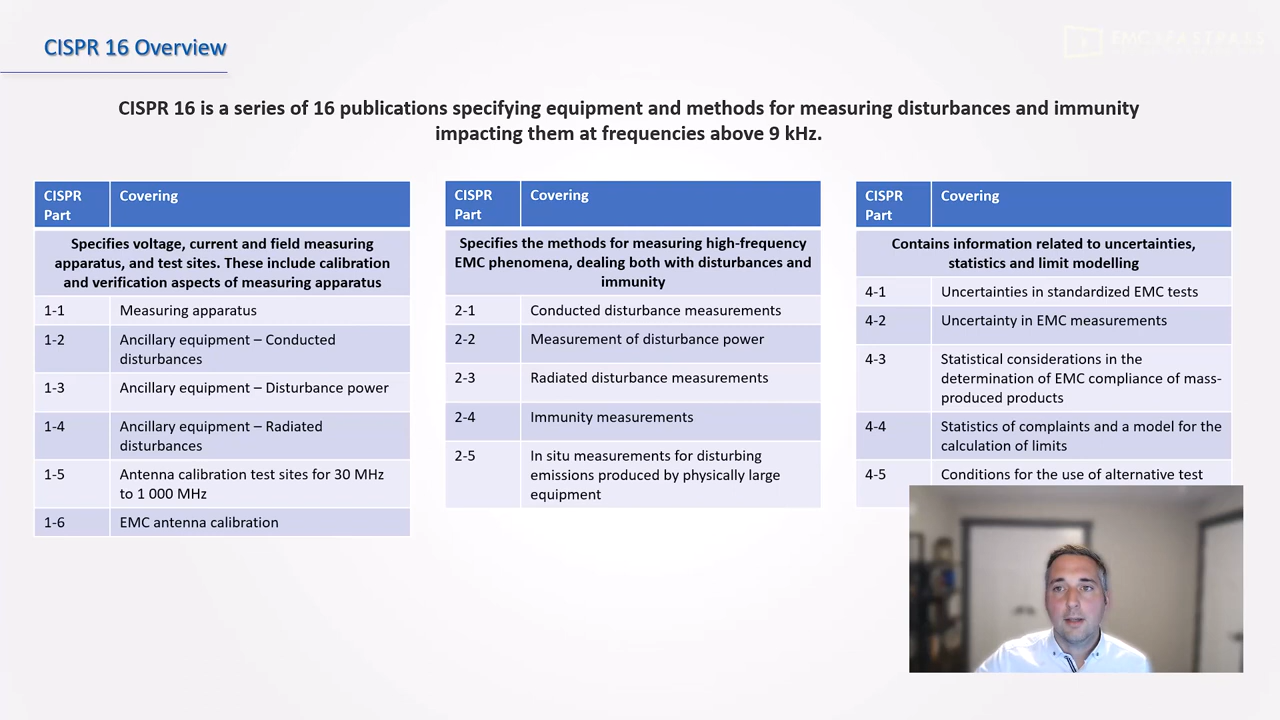 CISPR 16 Overview
EMC FASTPASS
CISPR 16 is a series of 16 publications specifying equipment and methods for measuring disturbances and immunity
impacting them at frequencies above 9 kHz.
CISPR
Part
Covering
Specifies voltage, current and field measuring
apparatus, and test sites. These include calibration
and verification aspects of measuring apparatus
1-1
Measuring apparatus
1-2
Ancillary equipment – Conducted
disturbances
1-3
Ancillary equipment – Disturbance power
1-4
Ancillary equipment – Radiated
disturbances
1-5
Antenna calibration test sites for 30 MHz
to 1 000 MHz
1-6
EMC antenna calibration
CISPR
Part
Covering
Specifies the methods for measuring high-frequency
EMC phenomena, dealing both with disturbances and
immunity
2-1
Conducted disturbance measurements
2-2
Measurement of disturbance power
2-3
Radiated disturbance measurements
2-4
Immunity measurements
2-5
In situ measurements for disturbing
emissions produced by physically large
equipment
CISPR
Part
Covering
Contains information related to uncertainties,
statistics and limit modelling
4-1
Uncertainties in standardized EMC tests
4-2
Uncertainty in EMC measurements
4-3
Statistical considerations in the
determination of EMC compliance of mass-
produced products
4-4
Statistics of complaints and a model for the
calculation of limits
4-5
Conditions for the use of alternative test